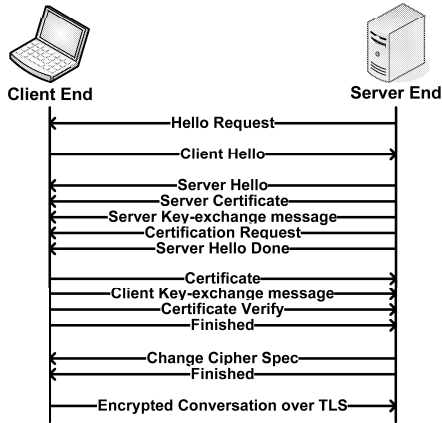 Client End
Server End
Hello Request
Client Hello
Server Hello
Server Certificate
Server Key-exchange message
Certification Request
Server Hello Done
Certificate
Client Key-exchange message
Certificate Verify
Finished
Change Cipher Spec
Finished
Encrypted Conversation over TLS